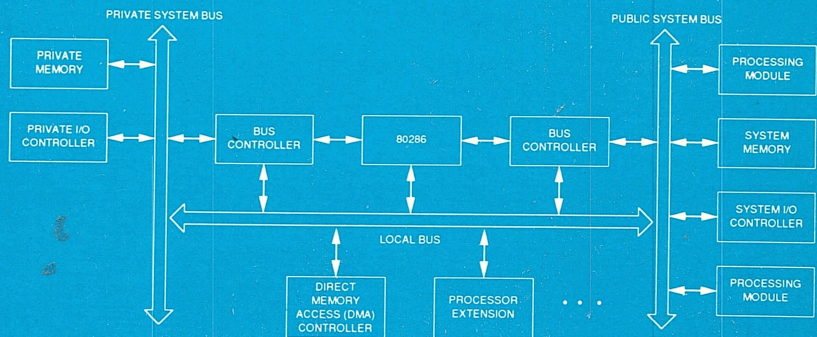 PRIVATE SYSTEM BUS
PUBLIC SYSTEM BUS
PRIVATE
MEMORY
PROCESSING
MODULE
PRIVATE I/O
CONTROLLER
BUS
CONTROLLER
80286
BUS
CONTROLLER
SYSTEM
MEMORY
SYSTEM I/O
CONTROLLER
LOCAL BUS
DIRECT
MEMORY
ACCESS (DMA)
CONTROLLER
PROCESSOR
EXTENSION
. . .
PROCESSING
MODULE